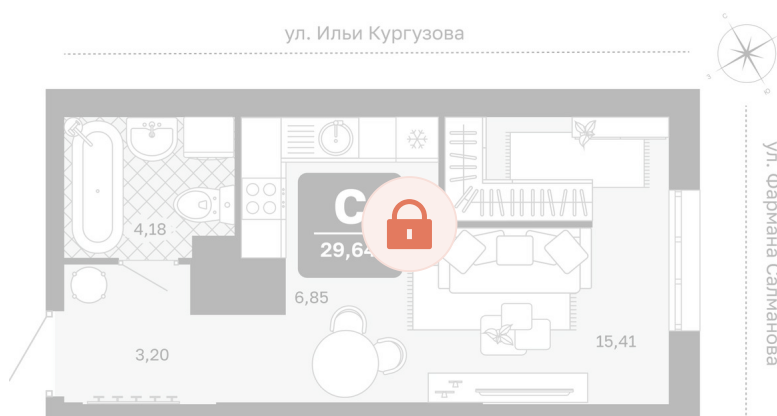 ул. Ильи Кургузова
С
З
Ю
ул. Фармана Салманова
С
29,64
4,18
6,85
3,20
15,41